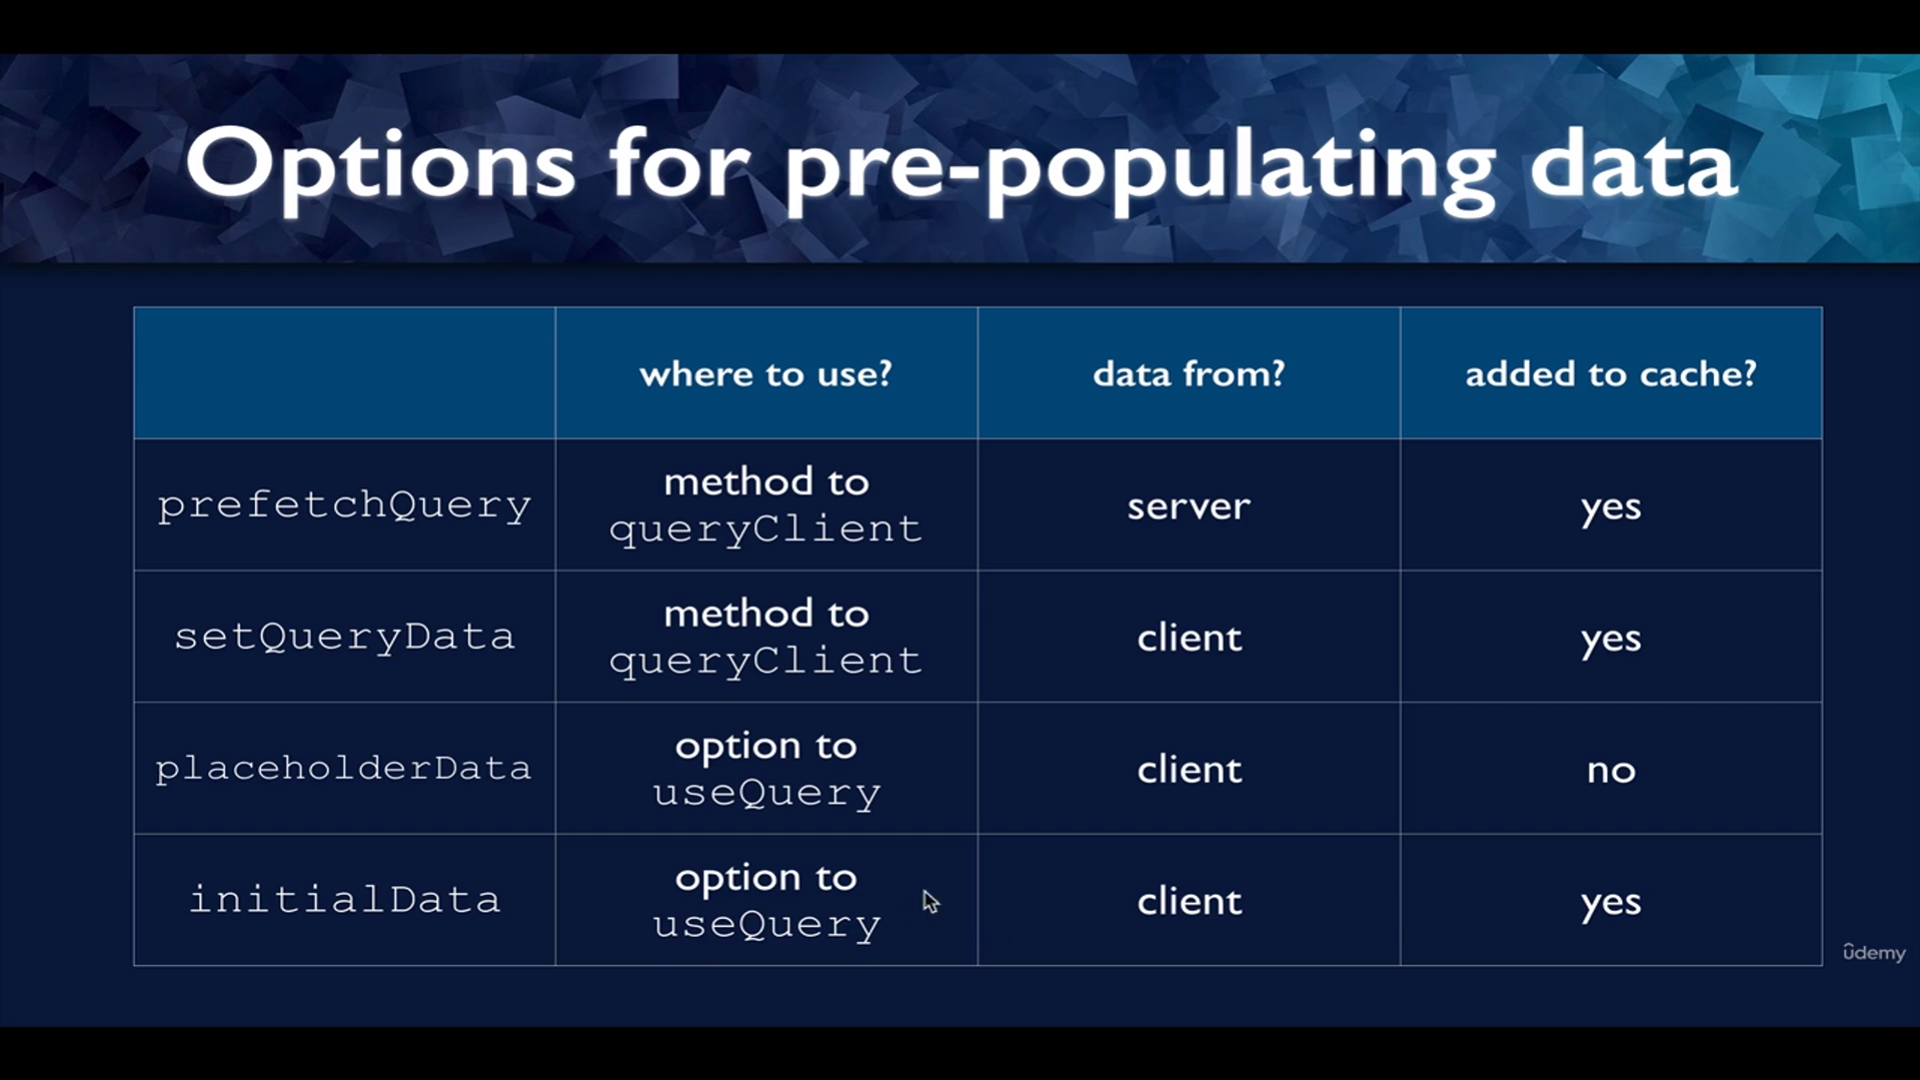 Options for pre-populating data
where to use?
data from?
added to cache?
prefetchQuery
method to
queryClient
server
yes
setQueryData
method to
queryClient
client
yes
placeholderData
option to
useQuery
client
no
initialData
option to
useQuery
client
yes
ûdemy